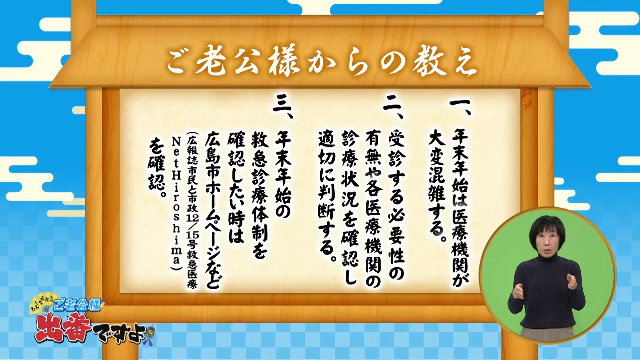 ご老公様からの教え
一、年末年始は医療機関が
大変混雑する。
二、受診する必要性の
有無や各医療機関の
診療状況を確認し
適切に判断する。
三、年末年始の
救急診療体制を
確認したい時は
広島市ホームページなど
(広報誌市民と市政12/15号救急医療
NetHiroshima)
を確認。
ご老公様
出番ですよ